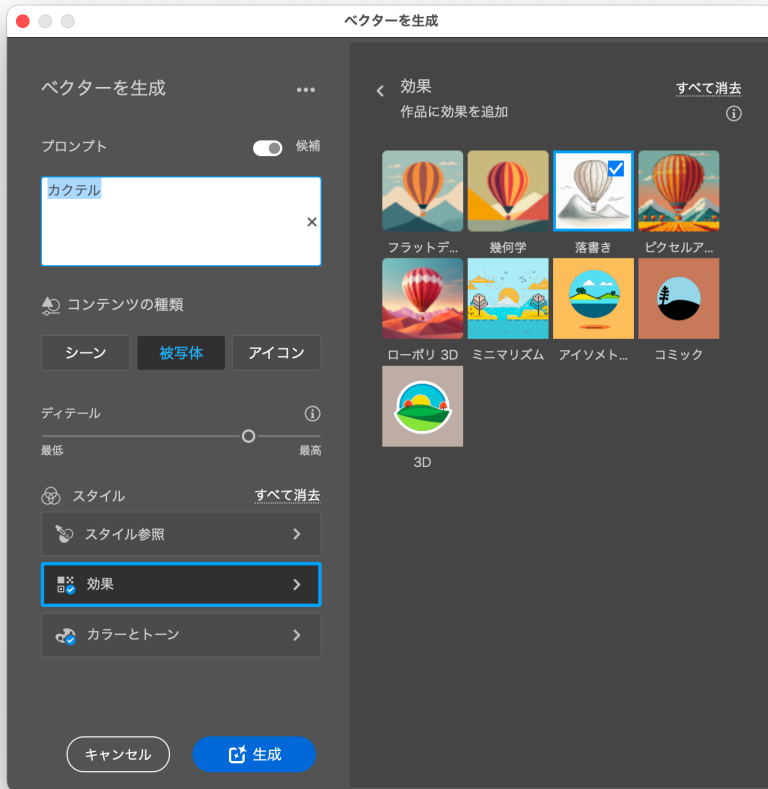 ベクターを生成
ベクターを生成
プロンプト
候補
カクテル
コンテンツの種類
シーン
被写体
アイコン
ディテール
最低
最高
スタイル
すべて消去
スタイル参照
効果
カラーとトーン
キャンセル
生成
効果
すべて消去
作品に効果を追加
フラットデ...
幾何学
落書き
ピクセルア...
ローポリ 3D
ミニマリズム
アイソメト...
コミック
3D